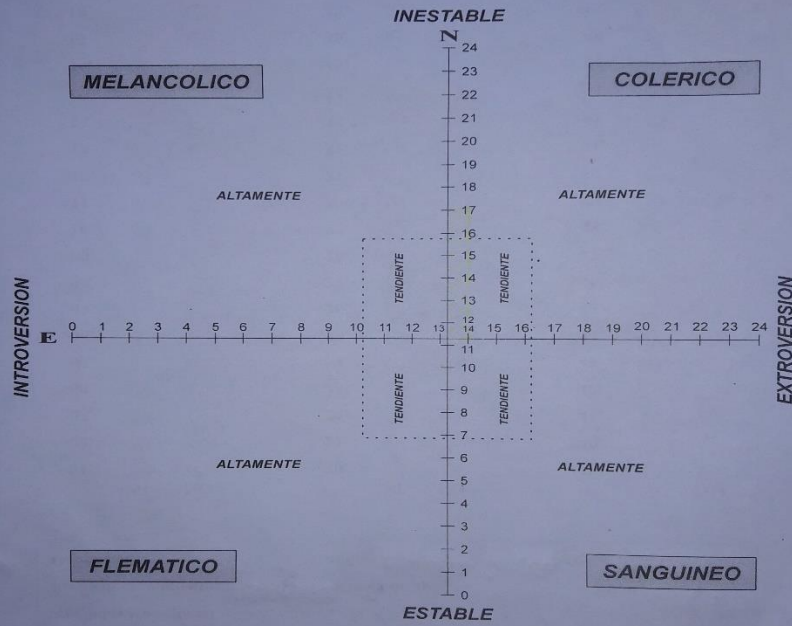 INESTABLE
N
MELANCOLICO
COLERICO
24
23
22
21
20
19
18
17
16
15
14
13
12
ALTAMENTE
ALTAMENTE
TENDIENTE
TENDIENTE
INTROVERSION
E
0 1 2 3 4 5 6 7 8 9 10 11 12 13 14 15 16 17 18 19 20 21 22 23 24
EXTROVERSION
11
10
9
8
7
6
5
4
3
2
1
0
TENDIENTE
TENDIENTE
ALTAMENTE
ALTAMENTE
FLEMATICO
SANGUINEO
ESTABLE